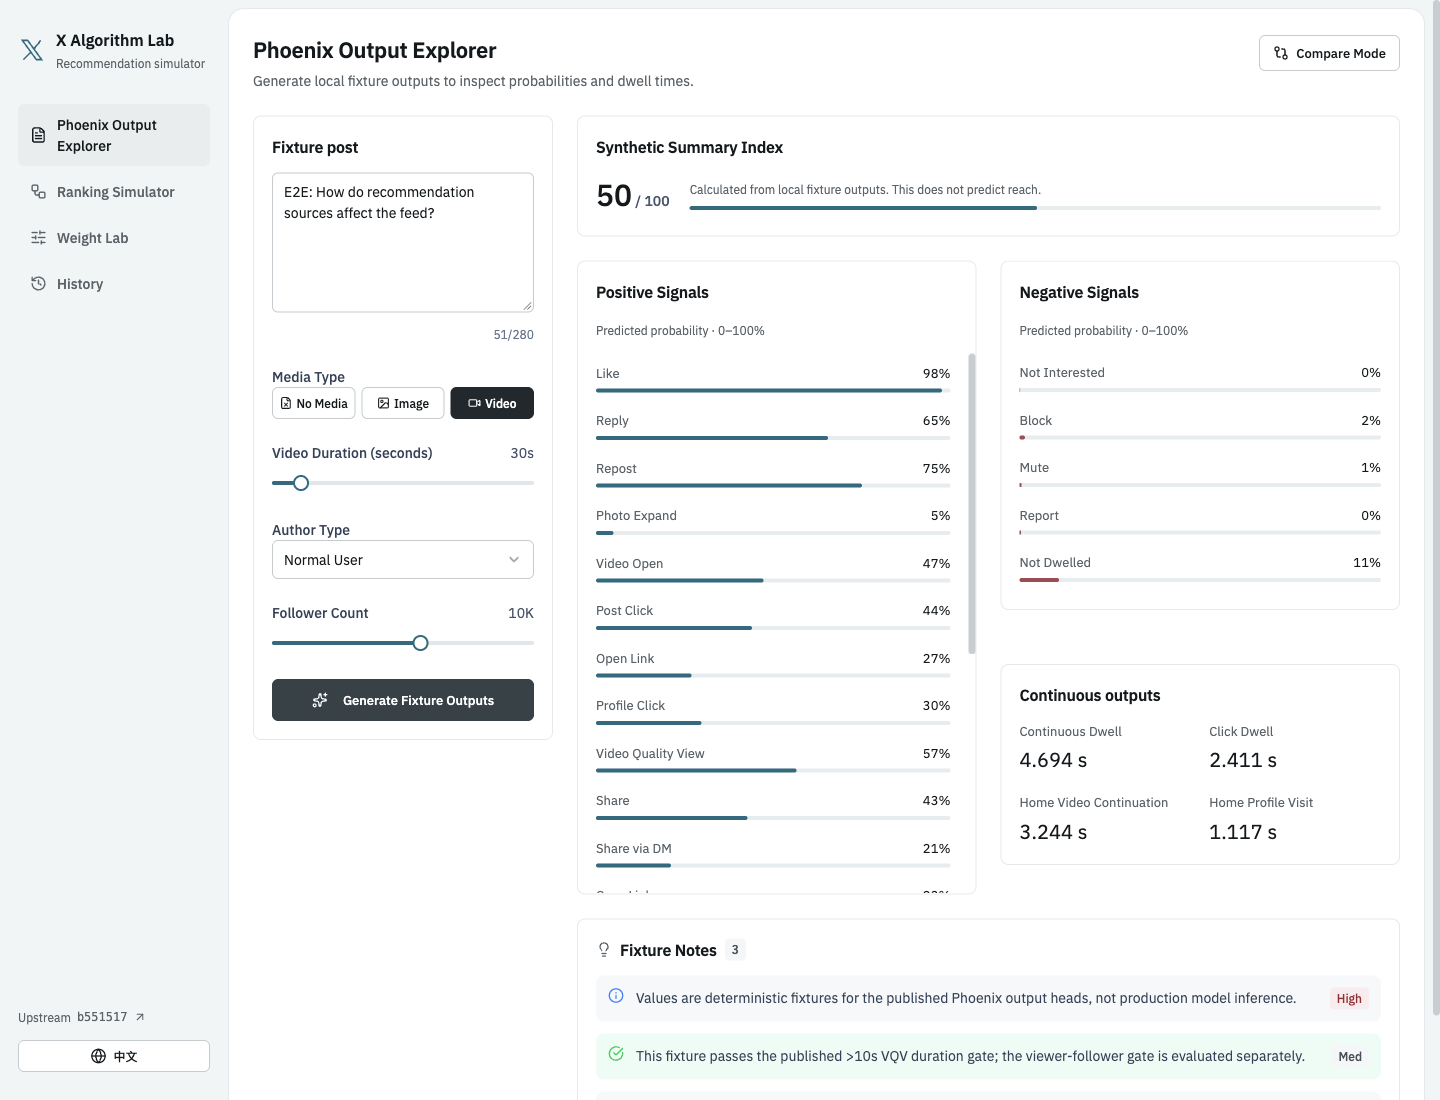 X Algorithm Lab
Recommendation simulator
Phoenix Output
Explorer
Ranking Simulator
Weight Lab
History
Upstream b551517
中文
Phoenix Output Explorer
Generate local fixture outputs to inspect probabilities and dwell times.
Compare Mode
Fixture post
E2E: How do recommendation
sources affect the feed?
51/280
Media Type
No Media Image Video
Video Duration (seconds) 30s
Author Type
Normal User
Follower Count 10K
Generate Fixture Outputs
Synthetic Summary Index
50 / 100
Calculated from local fixture outputs. This does not predict reach.
Positive Signals
Predicted probability · 0–100%
Like 98%
Reply 65%
Repost 75%
Photo Expand 5%
Video Open 47%
Post Click 44%
Open Link 27%
Profile Click 30%
Video Quality View 57%
Share 43%
Share via DM 21%
Negative Signals
Predicted probability · 0–100%
Not Interested 0%
Block 2%
Mute 1%
Report 0%
Not Dwelled 11%
Continuous outputs
Continuous Dwell Click Dwell
4.694 s 2.411 s
Home Video Continuation Home Profile Visit
3.244 s 1.117 s
Fixture Notes 3
Values are deterministic fixtures for the published Phoenix output heads, not production model inference. High
This fixture passes the published >10s VQV duration gate; the viewer-follower gate is evaluated separately. Med